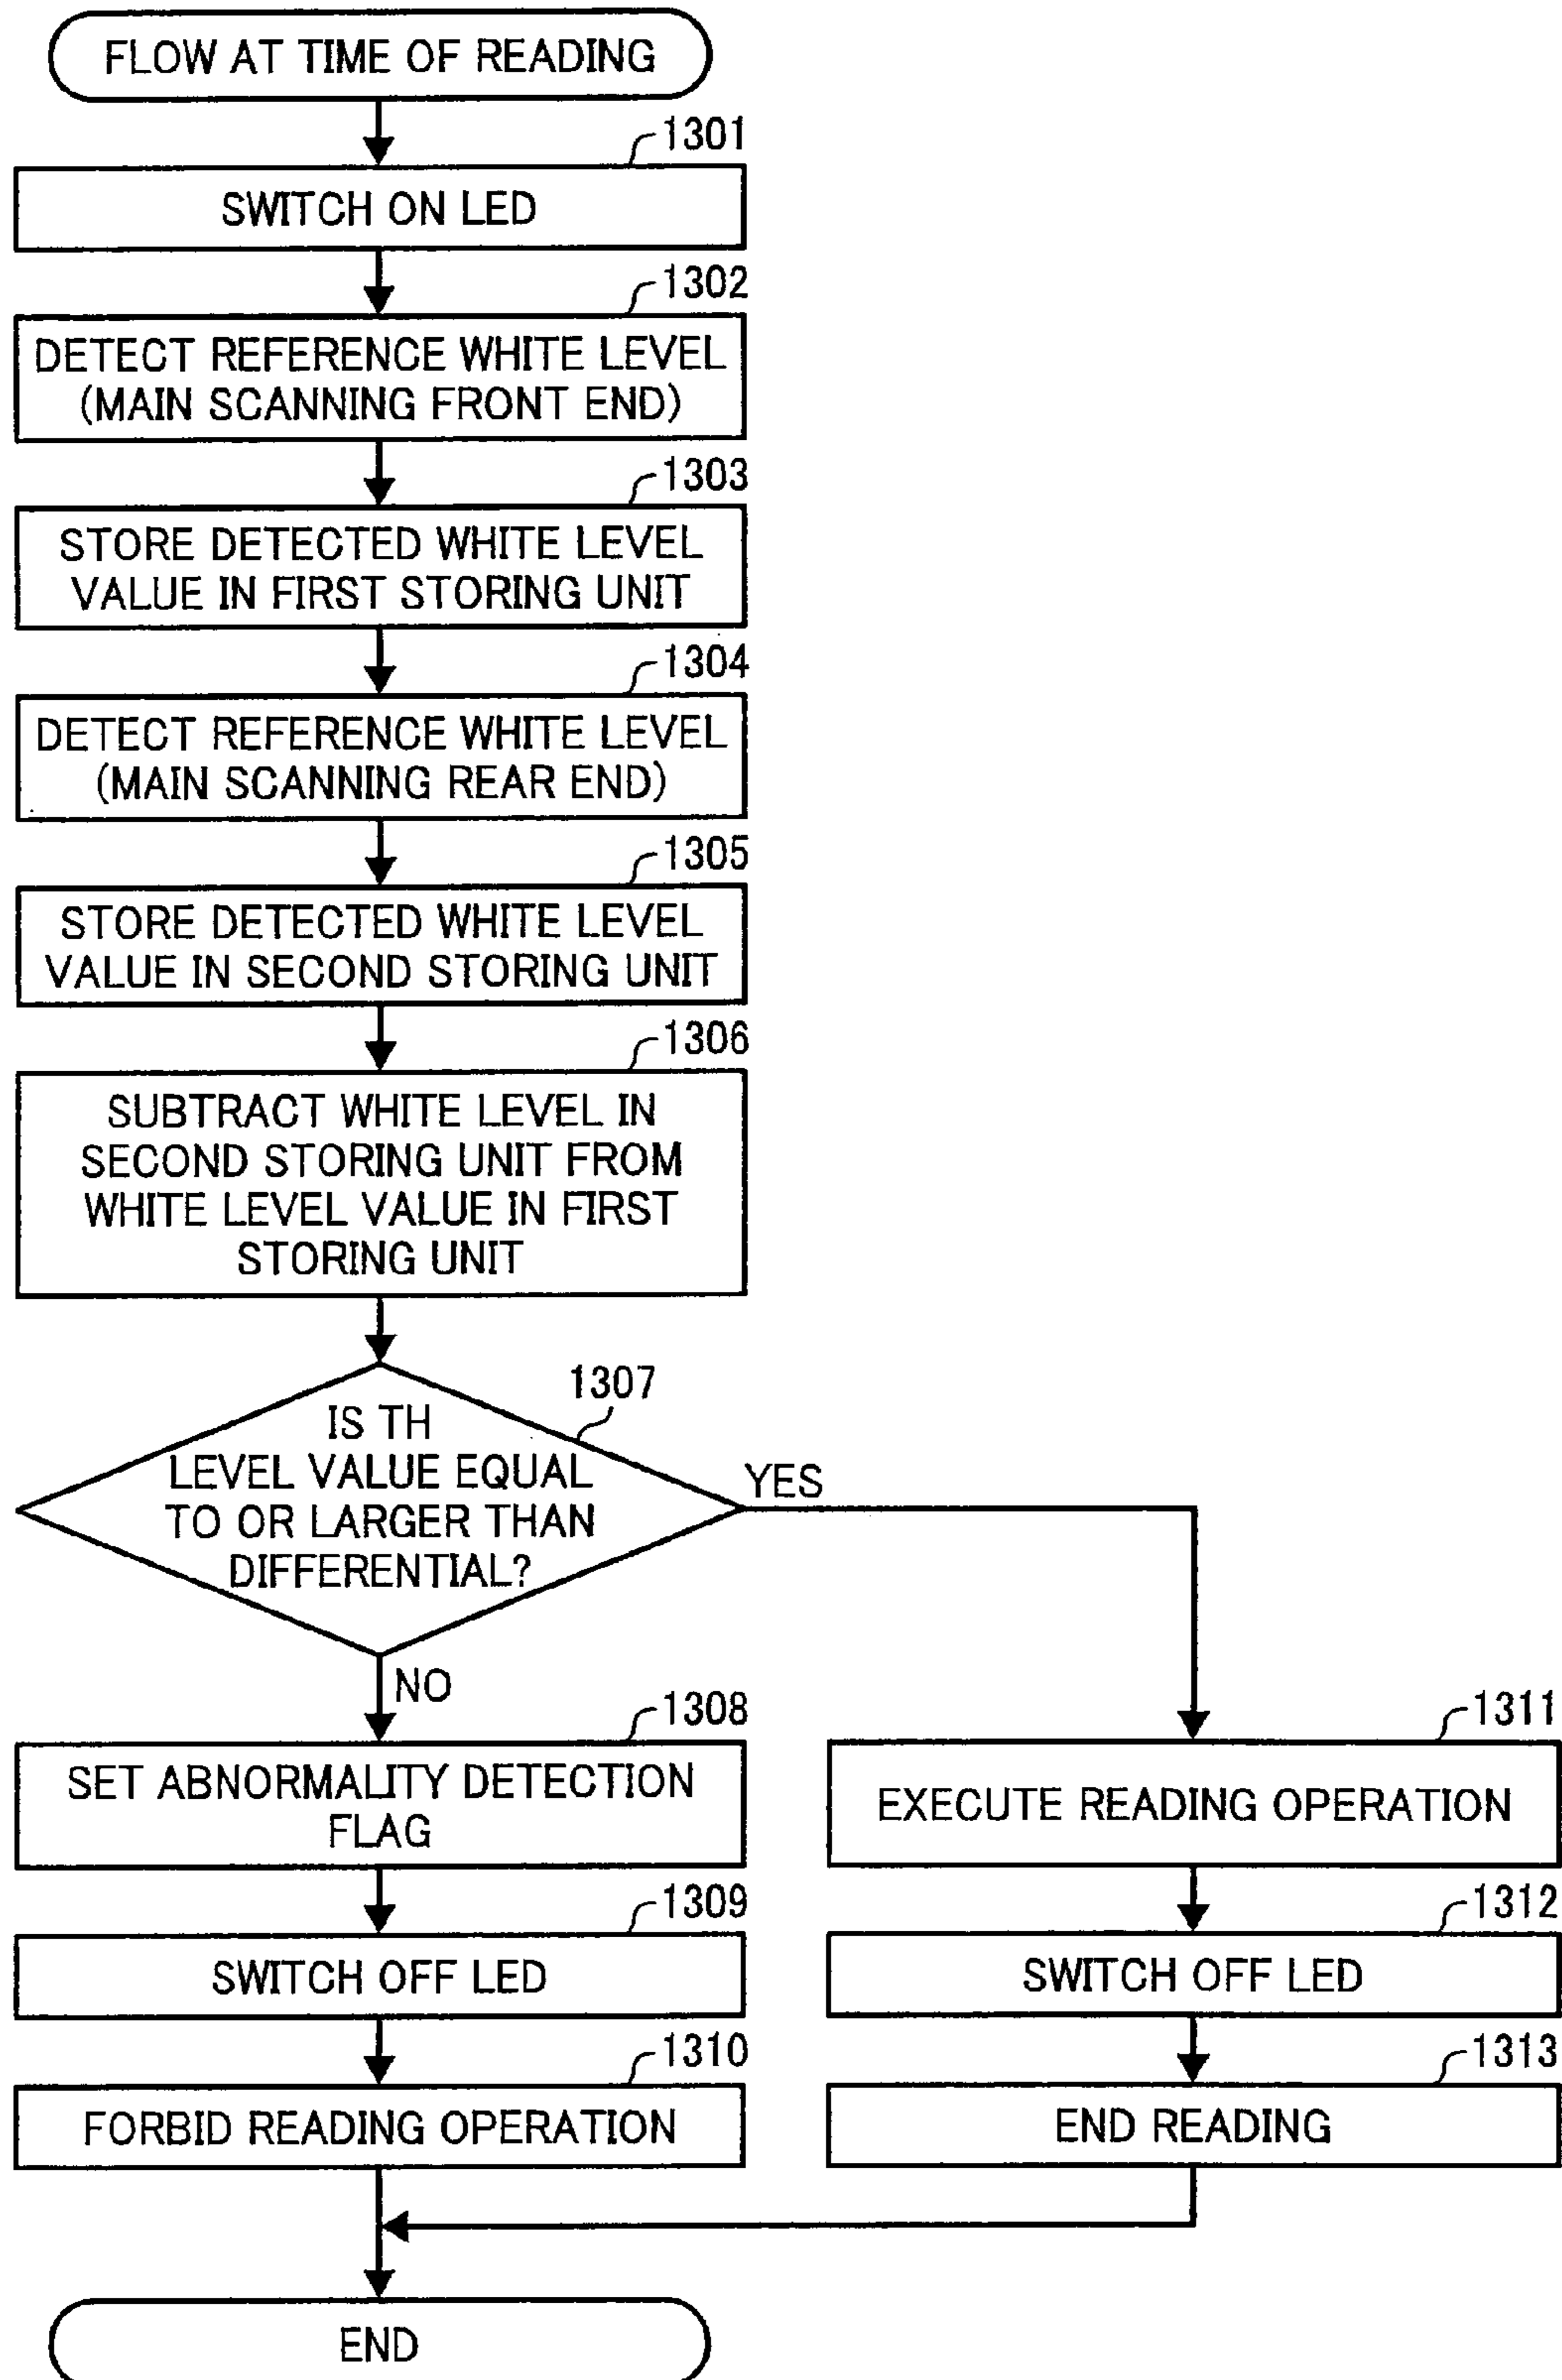 FLOW AT TIME OF READING
1301
SWITCH ON LED
1302
DETECT REFERENCE WHITE LEVEL
(MAIN SCANNING FRONT END)
1303
STORE DETECTED WHITE LEVEL
VALUE IN FIRST STORING UNIT
1304
DETECT REFERENCE WHITE LEVEL
(MAIN SCANNING REAR END)
1305
STORE DETECTED WHITE LEVEL
VALUE IN SECOND STORING UNIT
1306
SUBTRACT WHITE LEVEL IN
SECOND STORING UNIT FROM
WHITE LEVEL VALUE IN FIRST
STORING UNIT
1307
IS TH
LEVEL VALUE EQUAL
TO OR LARGER THAN
DIFFERENTIAL?
YES
NO
1308
SET ABNORMALITY DETECTION
FLAG
1309
SWITCH OFF LED
1310
FORBID READING OPERATION
1311
EXECUTE READING OPERATION
1312
SWITCH OFF LED
1313
END READING
END